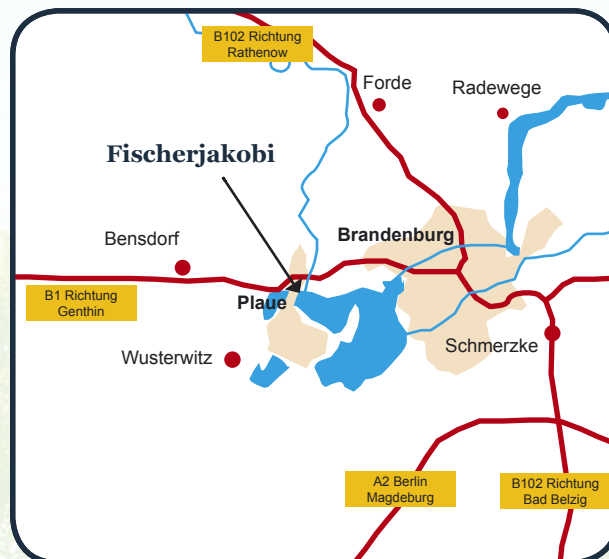 B102 Richtung
Rathenow
Forde
Radewege
Fischerjakobi
Bensdorf
Brandenburg
B1 Richtung
Genthin
Plaue
Wusterwitz
Schmerzke
A2 Berlin
Magdeburg
B102 Richtung
Bad Belzig